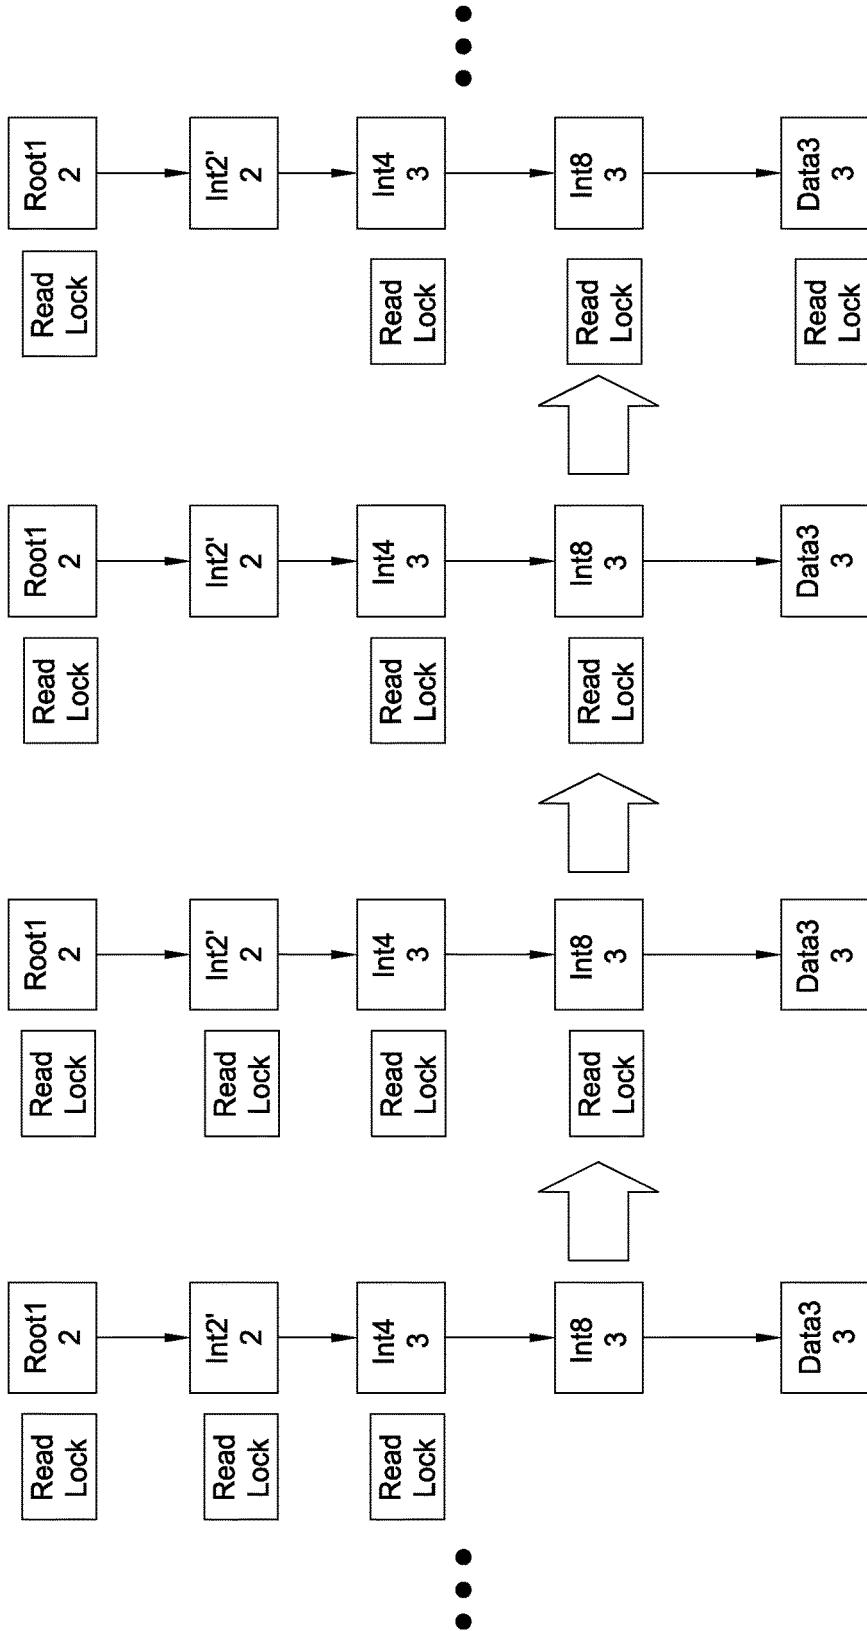 Read
Lock
Root1
2
Read
Lock
Int2'
2
Read
Lock
Int4
3
Int8
3
Data3
3
Read
Lock
Root1
2
Read
Lock
Int2'
2
Read
Lock
Int4
3
Read
Lock
Int8
3
Data3
3
Read
Lock
Root1
2
Int2'
2
Read
Lock
Int4
3
Read
Lock
Int8
3
Data3
3
Read
Lock
Root1
2
Int2'
2
Read
Lock
Int4
3
Read
Lock
Int8
3
Read
Lock
Data3
3